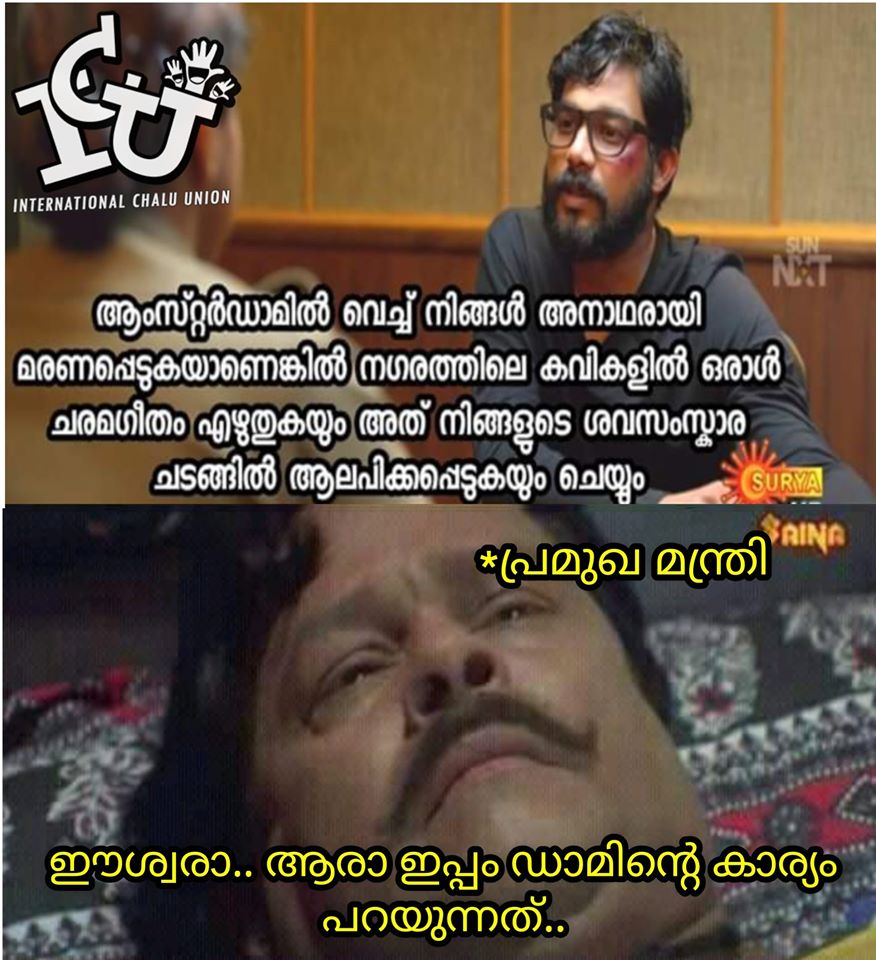 ICU
INTERNATIONAL CHALU UNION
SUN
NXT
ആംസ്റ്റർഡാമിൽ വെച്ച് നിങ്ങൾ അനാഥരായി
മരണപ്പെടുകയാണെങ്കിൽ നഗരത്തിലെ കവികളിൽ ഒരാൾ
ചരമഗീതം എഴുതുകയും അത് നിങ്ങളുടെ ശവസംസ്കാര
ചടങ്ങിൽ ആലപിക്കപ്പെടുകയും ചെയ്യും
SURYA
SAINA
*പ്രമുഖ മന്ത്രി
ഈശ്വരാ.. ആരാ ഇപ്പം ഡാമിന്റെ കാര്യം
പറയുന്നത്..